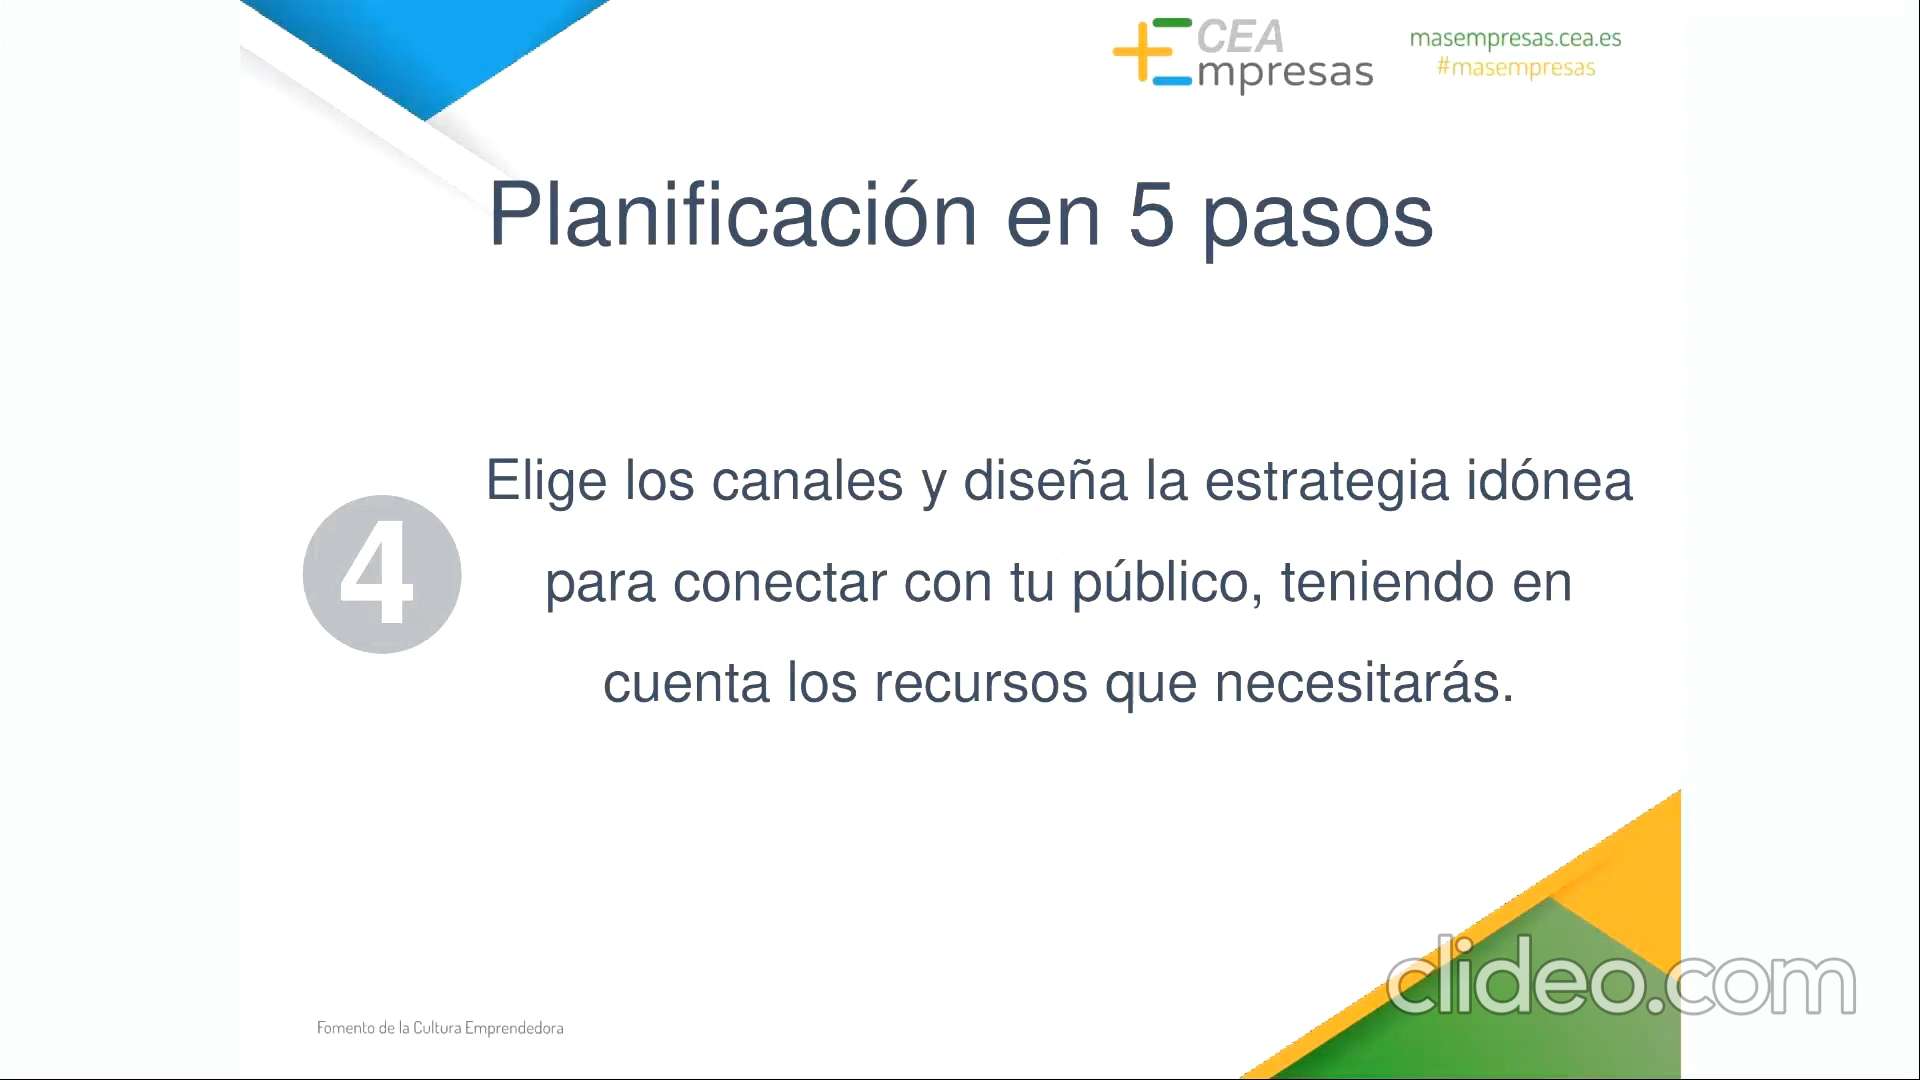 CEA
Empresas
masempresas.cea.es
#masempresas
Planificación en 5 pasos
4
Elige los canales y diseña la estrategia idónea
para conectar con tu público, teniendo en
cuenta los recursos que necesitarás.
Fomento de la Cultura Emprendedora
clideo.com